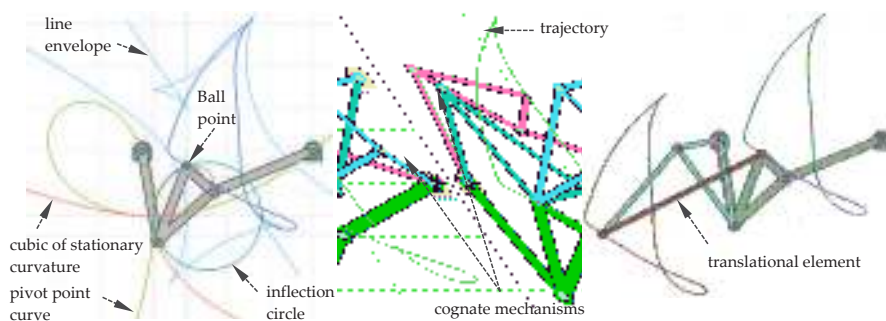 line
envelope
Ball
point
cubic of stationary
curvature
pivot point
curve
inflection
circle
trajectory
cognate mechanisms
translational element